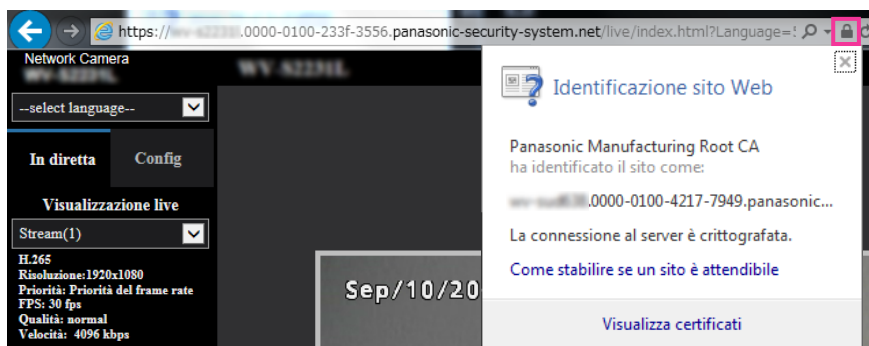 https:// .0000-0100-233f-3556.panasonic-security-system.net/live/index.html?Language=
Network Camera
--select language--
In diretta Config
Visualizzazione live
Stream(1)
H.265
Risoluzione:1920x1080
Priorità: Priorità del frame rate
FPS: 30 fps
Qualità: normal
Velocità: 4096 kbps
Sep/10/20
Identificazione sito Web
Panasonic Manufacturing Root CA
ha identificato il sito come:
.0000-0100-4217-7949.panasonic...
La connessione al server è crittografata.
Come stabilire se un sito è attendibile
Visualizza certificati